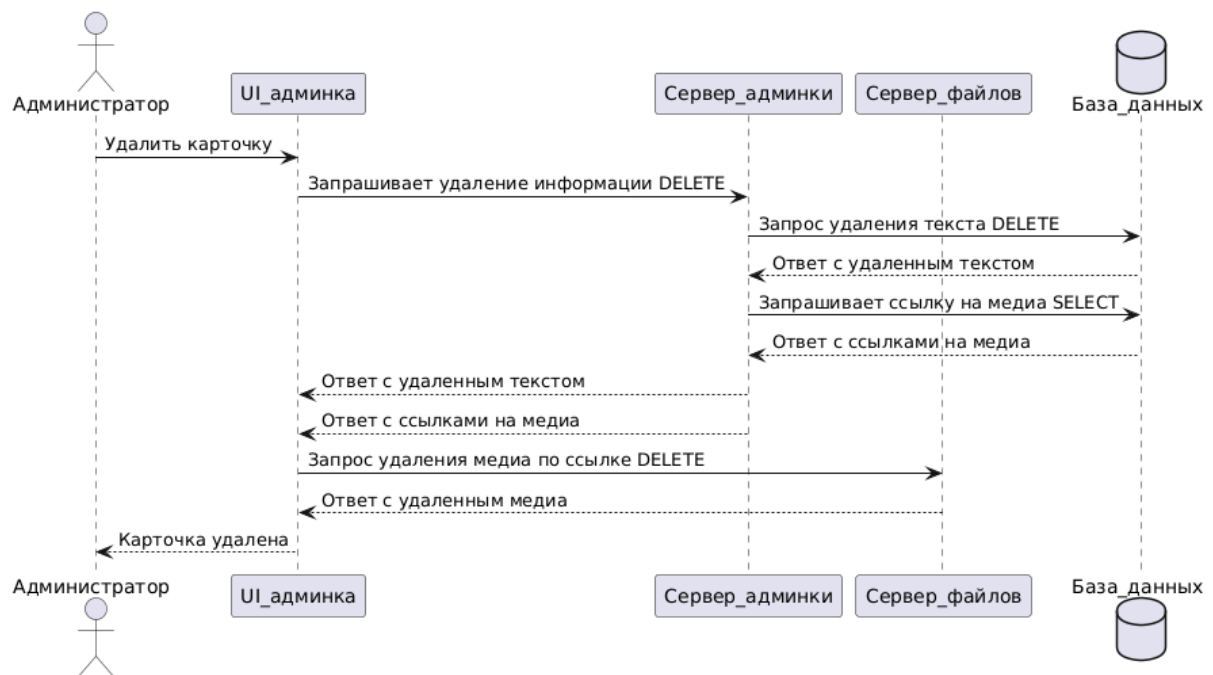 Администратор
UI_админка
Сервер_админки
Сервер_файлов
База_данных
Удалить карточку
Запрашивает удаление информации DELETE
Запрос удаления текста DELETE
Ответ с удаленным текстом
Запрашивает ссылку на медиа SELECT
Ответ с ссылками на медиа
Ответ с удаленным текстом
Ответ с ссылками на медиа
Запрос удаления медиа по ссылке DELETE
Ответ с удаленным медиа
Карточка удалена
Администратор
UI_админка
Сервер_админки
Сервер_файлов
База_данных